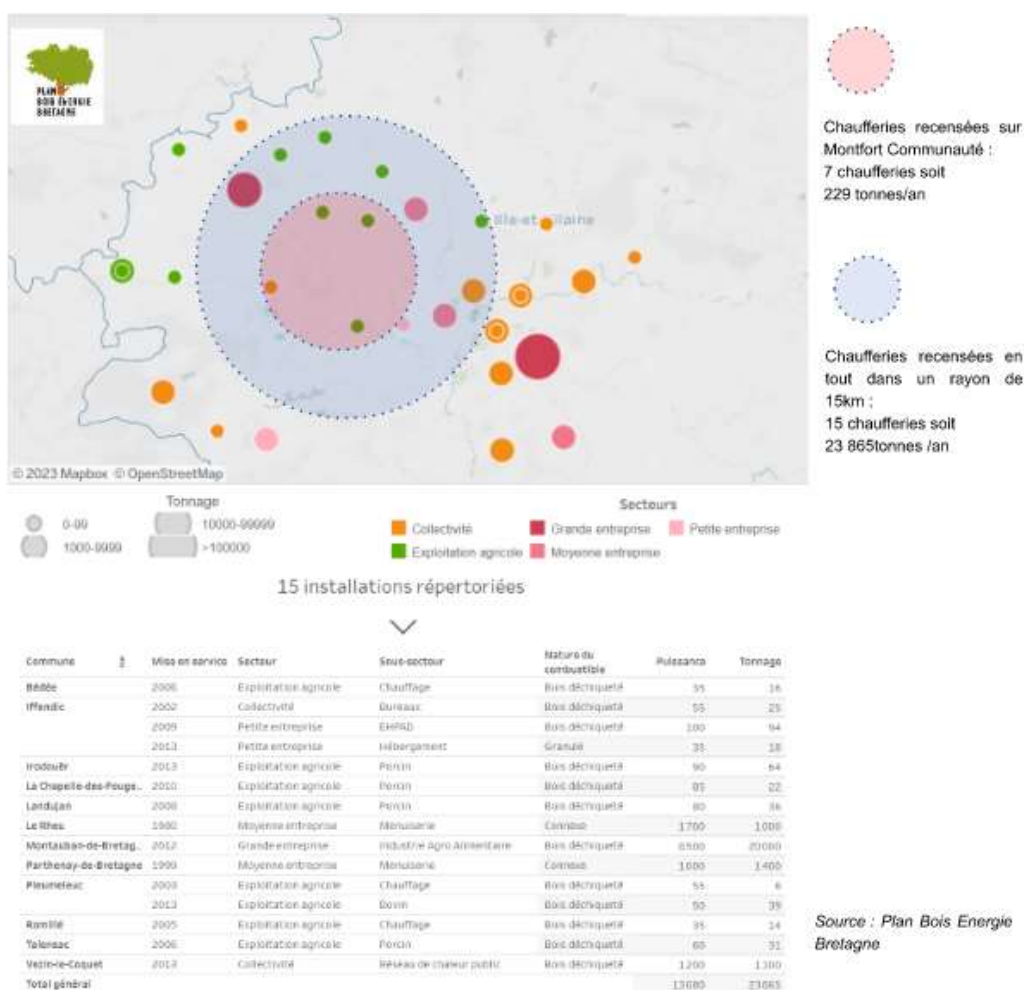 PLAN
BOIS ÉNERGIE
BRETAGNE
Ille-et-Vilaine
© 2023 Mapbox © OpenStreetMap
Chaufferies recensées sur
Montfort Communauté :
7 chaufferies soit
229 tonnes/an
Chaufferies recensées en
tout dans un rayon de
15km :
15 chaufferies soit
23 865tonnes /an
Tonnage
0-99
10000-99999
1000-9999
>100000
Secteurs
Collectivité
Grande entreprise
Petite entreprise
Exploitation agricole
Moyenne entreprise
15 installations répertoriées
Commune Mise en service Secteur Sous-secteur Nature du combustible Puissance Tonnage
Bédée 2006 Exploitation agricole Chauffage Bois déchiqueté 35 16
Iffendic 2002 Collectivité Bureaux Bois déchiqueté 55 25
2009 Petite entreprise EHPAD Bois déchiqueté 100 94
2013 Petite entreprise Hébergement Granulé 35 18
Irodouër 2013 Exploitation agricole Porcin Bois déchiqueté 90 64
La Chapelle-des-Fouge.. 2010 Exploitation agricole Porcin Bois déchiqueté 85 22
Landujan 2008 Exploitation agricole Porcin Bois déchiqueté 80 36
Le Rheu 1980 Moyenne entreprise Menuiserie Connexe 1700 1000
Montauban-de-Bretag.. 2012 Grande entreprise Industrie Agro Alimentaire Bois déchiqueté 6500 20000
Parthenay-de-Bretagne 1999 Moyenne entreprise Menuiserie Connexe 1400
Pleumeleuc Exploitation agricole Chauffage Bois déchiqueté 55 6
2013 Exploitation agricole Bovin Bois déchiqueté 50 39
Romillé 2005 Exploitation agricole Chauffage Bois déchiqueté 35 14
Talensac 2006 Exploitation agricole Porcin Bois déchiqueté 60 31
Vezin-le-Coquet 2013 Collectivité Réseau de chaleur public Bois déchiqueté 1200 1300
Total général 13080 23865
Source : Plan Bois Energie
Bretagne